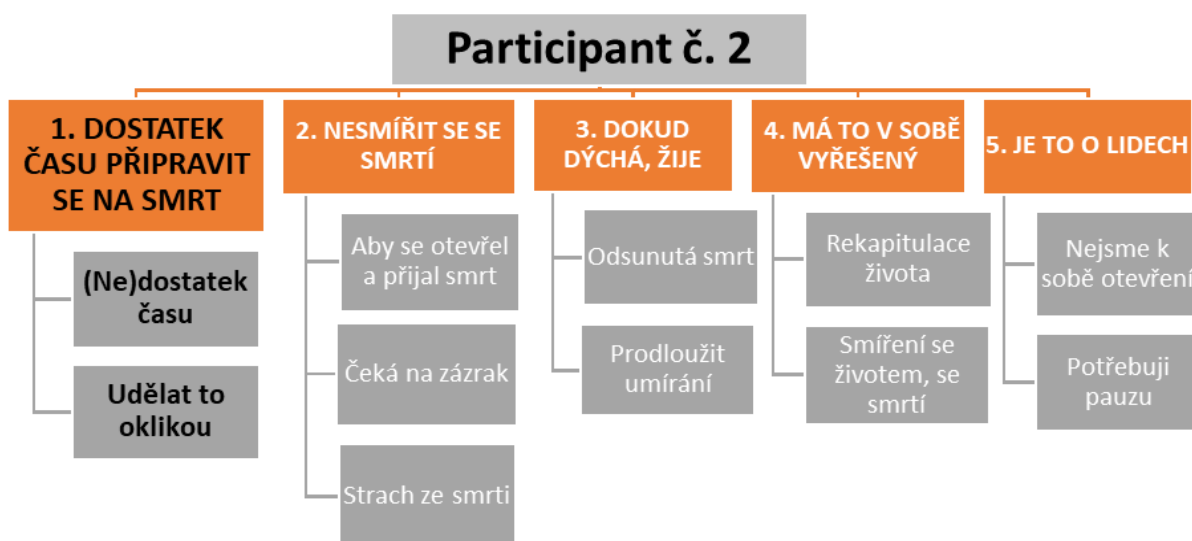 Participant č. 2
1. DOSTATEK
ČASU PŘIPRAVIT
SE NA SMRT
(Ne)dostatek
času
Udělat to
oklikou
2. NESMÍŘIT SE SE
SMRTÍ
Aby se otevřel
a přijal smrt
Čeká na zázrak
Strach ze smrti
3. DOKUD
DÝCHÁ, ŽIJE
Odsunutá smrt
Prodloužit
umírání
4. MÁ TO V SOBĚ
VYŘEŠENÝ
Rekapitulace
života
Smíření se
životem, se
smrtí
5. JE TO O LIDECH
Nejsme k
sobě otevření
Potřebuji
pauzu